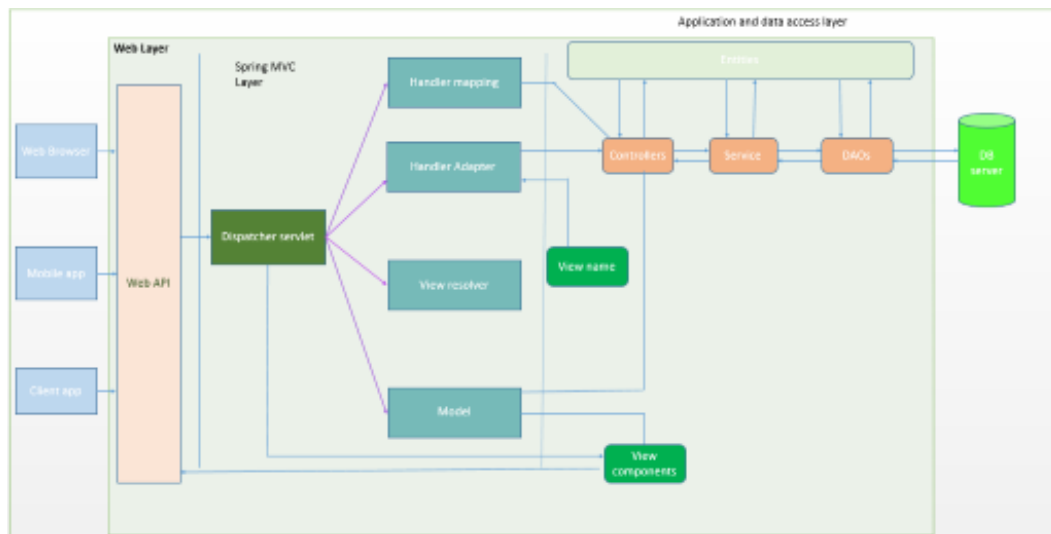 Application and data access layer
Web Layer
Spring MVC
Layer
Entities
Handler mapping
Web Browser
Controllers
Service
DAOs
DB
server
Handler Adapter
Dispatcher servlet
View name
Mobile app
Web API
View resolver
Client app
Model
View
components